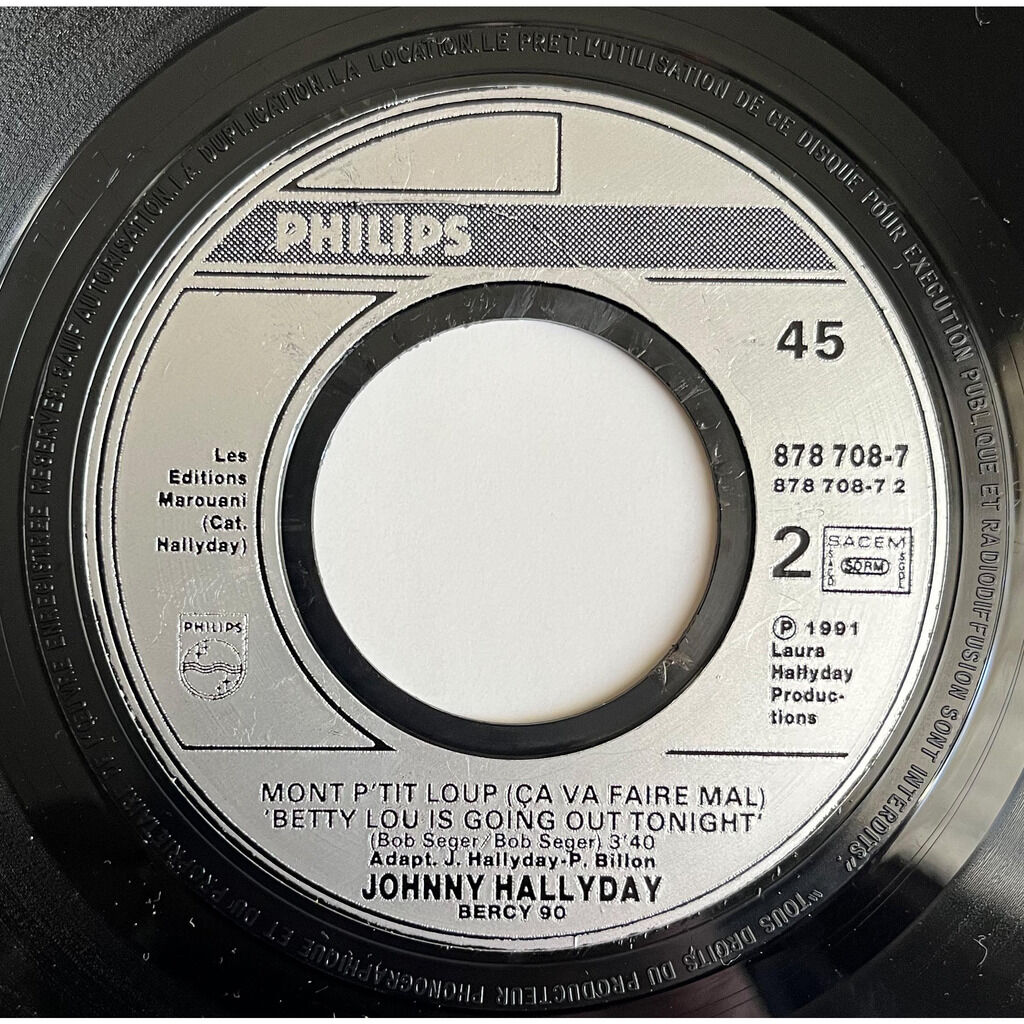 "TOUS DROITS DU PRODUCTEUR PHONOGRAPHIQUE ET DU PROPRIETAIRE DE l'ŒUVRE ENREGISTREE RESERVES.SAUF AUTORISATION.LA DUPLICATION.LA LOCATION.LE PRET.L'UTILISATION DE CE DISQUE POUR EXECUTION PUBLIQUE ET RADIODIFFUSION SONT INTERDITS"
PHILIPS
45
Les
Editions
Marouani
(Cat.
Hallyday)
878 708-7
878 708-7 2
2
SACEM
SACD
SDRM
SGDL
PHILIPS
Ⓟ 1991
Laura
Hallyday
Produc-
tions
MONT P'TIT LOUP (ÇA VA FAIRE MAL)
'BETTY LOU IS GOING OUT TONIGHT'
(Bob Seger/Bob Seger) 3'40
Adapt. J. Hallyday-P. Billon
JOHNNY HALLYDAY
BERCY 90